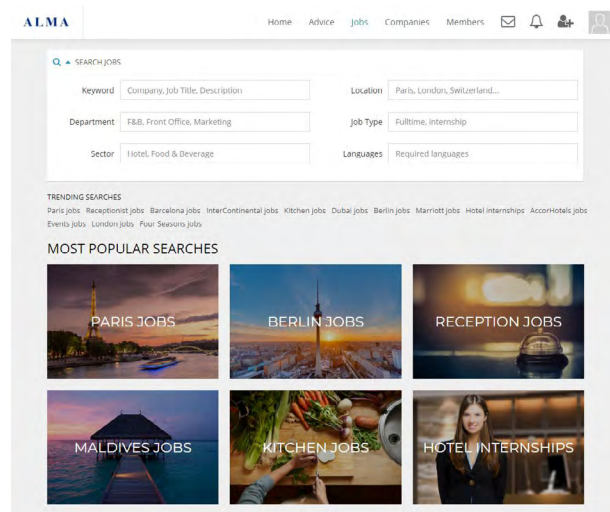 ALMA
Home Advice Jobs Companies Members
SEARCH JOBS
Keyword Company, Job Title, Description Location Paris, London, Switzerland...
Department F&B, Front Office, Marketing Job Type Fulltime, Internship
Sector Hotel, Food & Beverage Languages Required languages
TRENDING SEARCHES
Paris jobs Receptionist jobs Barcelona jobs InterContinental jobs Kitchen jobs Dubai jobs Berlin jobs Marriott jobs Hotel internships AccorHotels jobs
Events jobs London jobs Four Seasons jobs
MOST POPULAR SEARCHES
PARIS JOBS BERLIN JOBS RECEPTION JOBS
MALDIVES JOBS KITCHEN JOBS HOTEL INTERNSHIPS